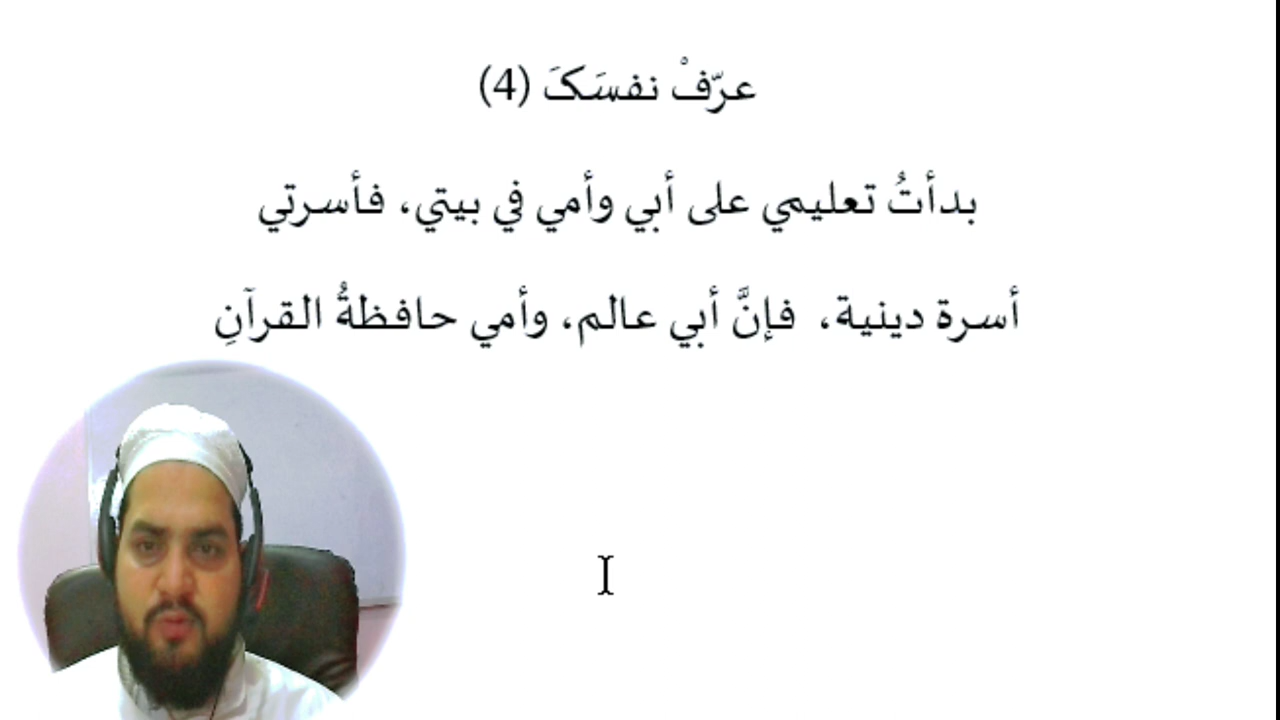 عرّفْ نفسَکَ (4)
بدأتُ تعليمي على أبي وأمي في بيتي، فأسرتي
أسرة دينية، فإنَّ أبي عالم، وأمي حافظةُ القرآنِ